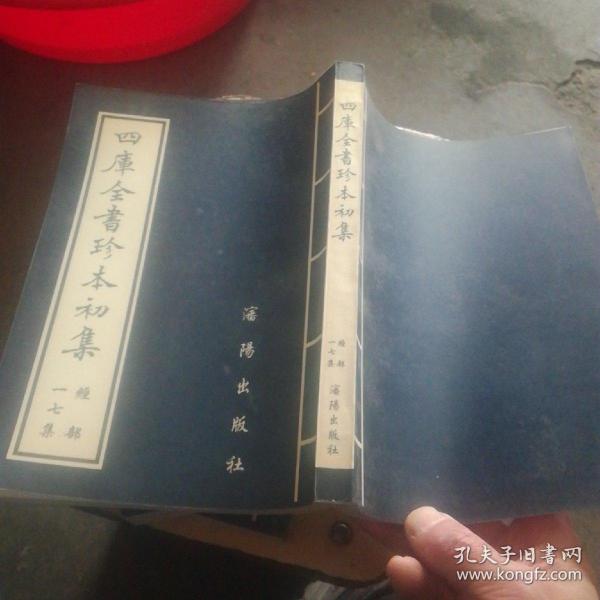 四庫全書珍本初集
經部
一七集
瀋陽出版社
四庫全書珍本初集
經部
一七集
瀋陽出版社
孔夫子旧書网
www.kongfz.com